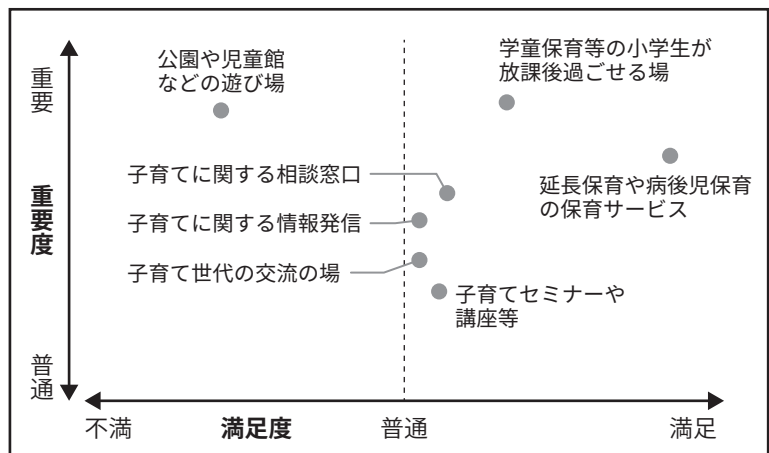 公園や児童館
などの遊び場
学童保育等の小学生が
放課後過ごせる場
重要
子育てに関する相談窓口
延長保育や病後児保育
の保育サービス
重要度
子育てに関する情報発信
子育て世代の交流の場
子育てセミナーや
講座等
普通
不満
満足度
普通
満足